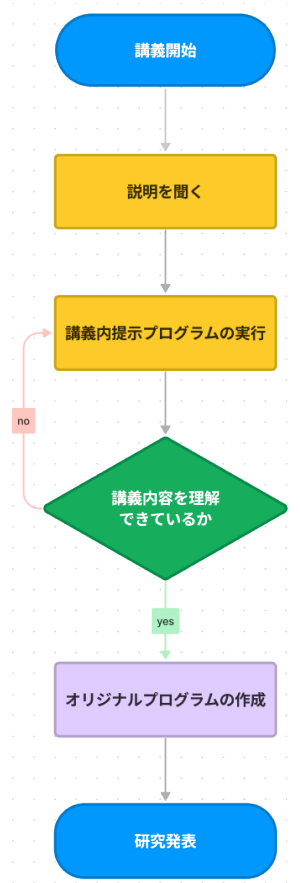 講義開始
説明を聞く
講義内提示プログラムの実行
no
講義内容を理解
できているか
yes
オリジナルプログラムの作成
研究発表